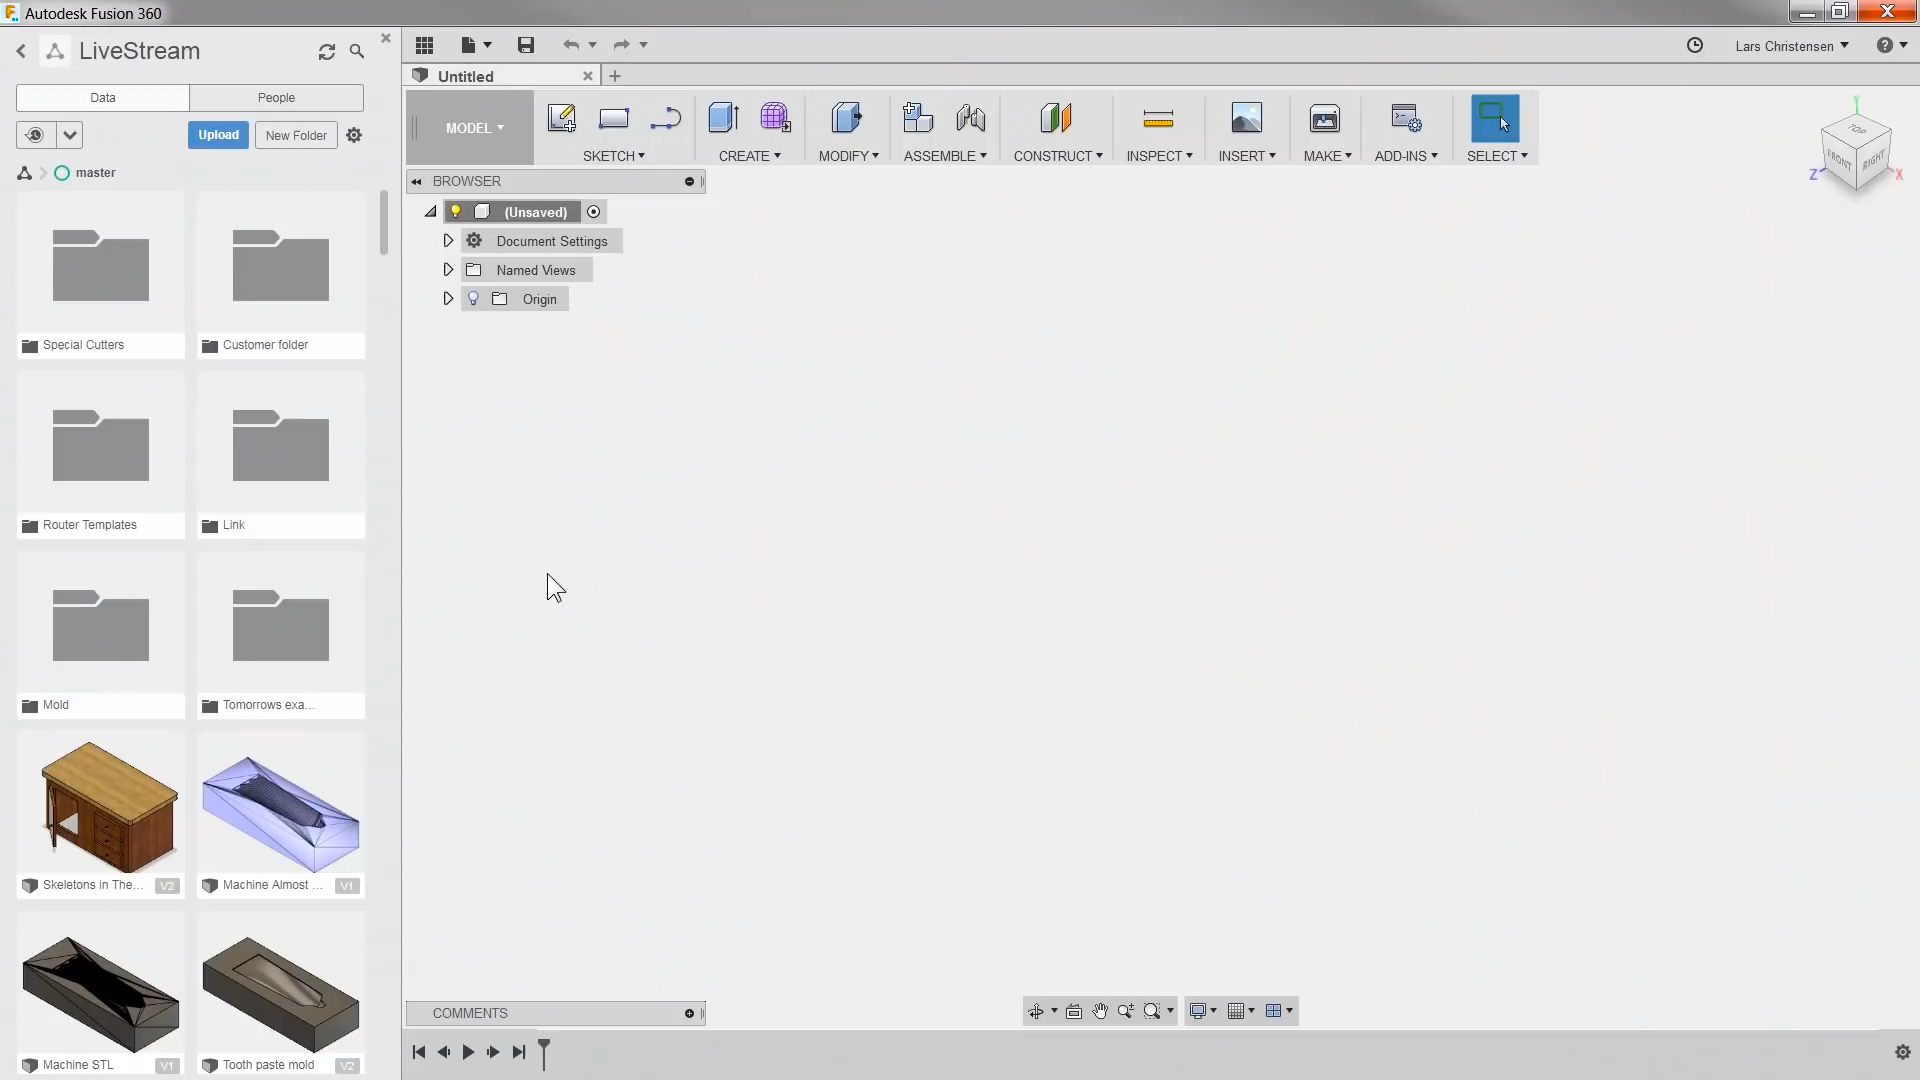 Autodesk Fusion 360
LiveStream
Lars Christensen
Untitled
Data
People
MODEL
SKETCH
CREATE
MODIFY
ASSEMBLE
CONSTRUCT
INSPECT
INSERT
MAKE
ADD-INS
SELECT
Upload
New Folder
master
BROWSER
(Unsaved)
Document Settings
Named Views
Origin
TOP
FRONT
RIGHT
Y
Z
X
Special Cutters
Customer folder
Router Templates
Link
Mold
Tomorrows exa...
Skeletons in The...
V2
Machine Almost ...
V1
Machine STL
V1
Tooth paste mold
V2
COMMENTS